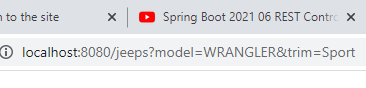 n to the site
Spring Boot 2021 06 REST Contro
localhost:8080/jeeps?model=WRANGLER&trim=Sport